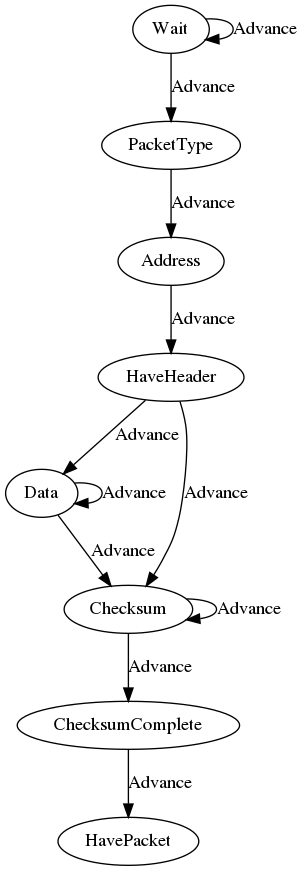 Wait
Advance
Advance
PacketType
Advance
Address
Advance
HaveHeader
Advance
Data
Advance
Advance
Advance
Checksum
Advance
Advance
ChecksumComplete
Advance
HavePacket